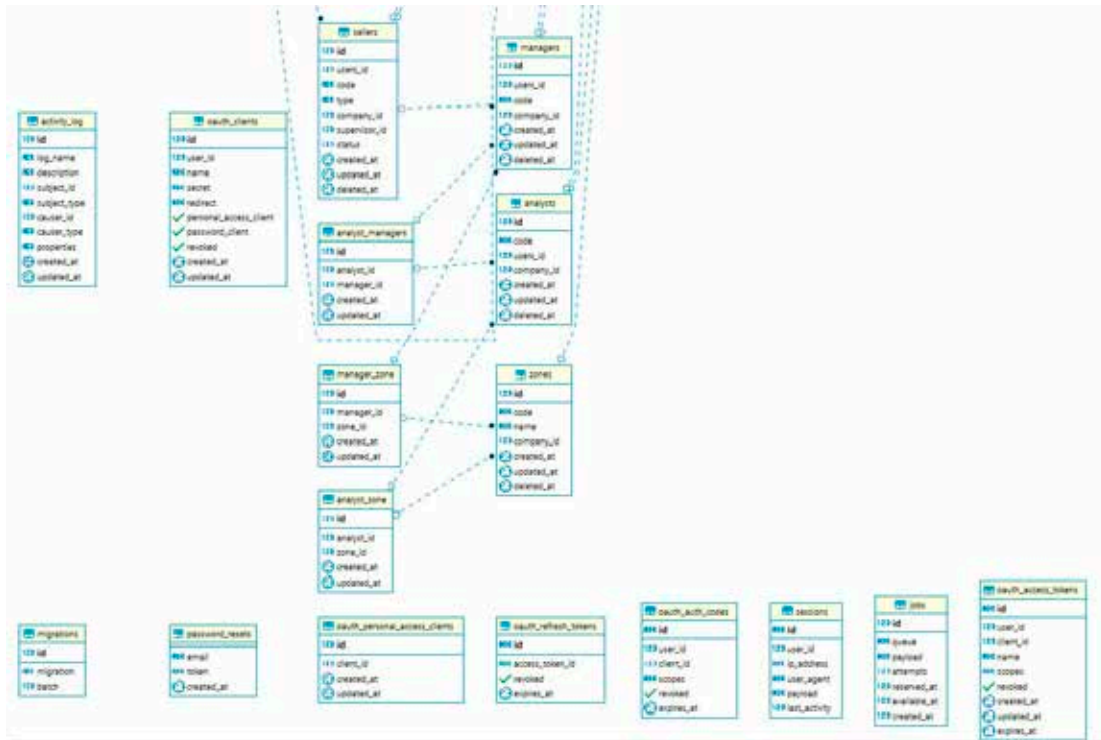 sellers
id
users_id
code
type
company_id
supervisor_id
status
created_at
updated_at
deleted_at
managers
id
users_id
code
company_id
created_at
updated_at
deleted_at
activity_log
id
log_name
description
subject_id
subject_type
causer_id
causer_type
properties
created_at
updated_at
oauth_clients
id
user_id
name
secret
redirect
personal_access_client
password_client
revoked
created_at
updated_at
analyst_managers
id
analyst_id
manager_id
created_at
updated_at
analysts
id
code
users_id
company_id
created_at
updated_at
deleted_at
manager_zone
id
manager_id
zone_id
created_at
updated_at
zones
id
code
name
company_id
created_at
updated_at
deleted_at
analyst_zone
id
analyst_id
zone_id
created_at
updated_at
migrations
id
migration
batch
password_resets
email
token
created_at
oauth_personal_access_clients
id
client_id
created_at
updated_at
oauth_refresh_tokens
id
access_token_id
revoked
expires_at
oauth_auth_codes
id
user_id
client_id
scopes
revoked
expires_at
sessions
id
user_id
ip_address
user_agent
payload
last_activity
jobs
id
queue
payload
attempts
reserved_at
available_at
created_at
oauth_access_tokens
id
user_id
client_id
name
scopes
revoked
created_at
updated_at
expires_at